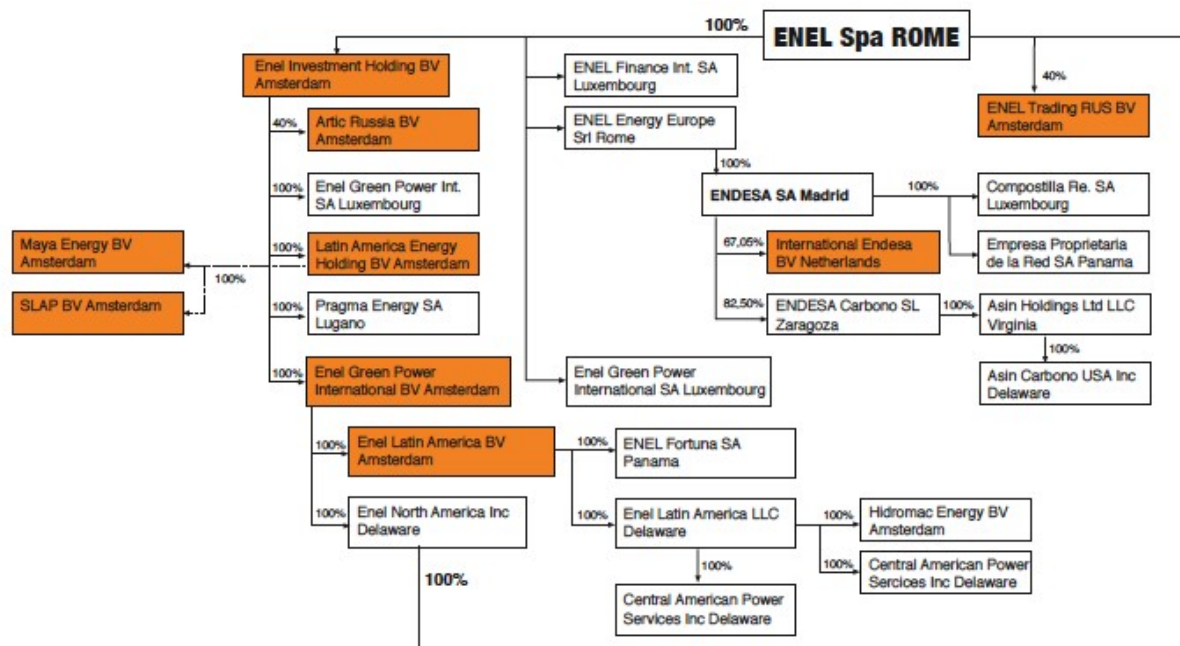 100%
ENEL Spa ROME
Enel Investment Holding BV
Amsterdam
ENEL Finance Int. SA
Luxembourg
40%
ENEL Trading RUS BV
Amsterdam
40%
Artic Russia BV
Amsterdam
ENEL Energy Europe
Srl Rome
100%
100%
Enel Green Power Int.
SA Luxembourg
ENDESA SA Madrid
100%
Compostilla Re. SA
Luxembourg
Maya Energy BV
Amsterdam
100%
100%
Latin America Energy
Holding BV Amsterdam
67,05%
International Endesa
BV Netherlands
Empresa Proprietaria
de la Red SA Panama
SLAP BV Amsterdam
100%
Pragma Energy SA
Lugano
82,50%
ENDESA Carbono SL
Zaragoza
100%
Asin Holdings Ltd LLC
Virginia
100%
100%
Enel Green Power
International BV Amsterdam
Enel Green Power
International SA Luxembourg
Asin Carbono USA Inc
Delaware
100%
Enel Latin America BV
Amsterdam
100%
ENEL Fortuna SA
Panama
100%
Enel North America Inc
Delaware
100%
Enel Latin America LLC
Delaware
100%
Hidromac Energy BV
Amsterdam
100%
100%
100%
Central American Power
Sercices Inc Delaware
Central American Power
Services Inc Delaware